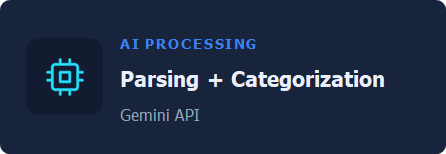 AI PROCESSING
Parsing + Categorization
Gemini API